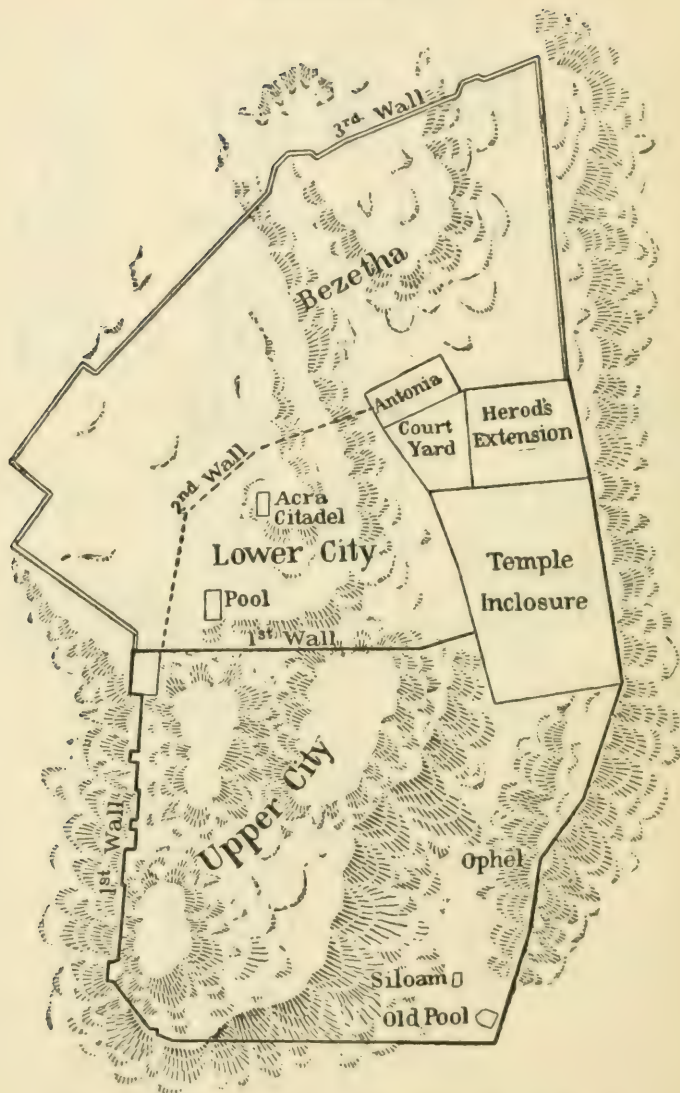 3rd. Wall
Bezetha
Antonia
Court
Yard
Herod's
Extension
2nd Wall
Acra
Citadel
Lower City
Temple
Inclosure
Pool
1st. Wall
Upper City
1st Wall
Ophel
Siloam
Old Pool